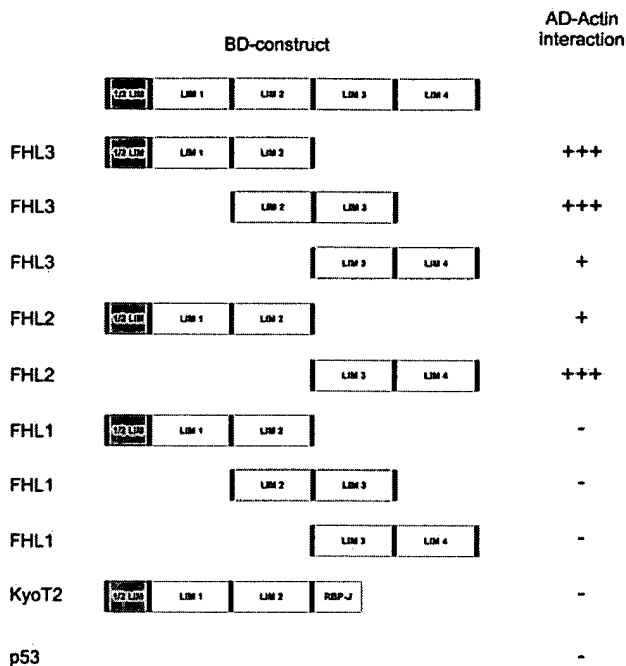 AD-Actin
interaction
BD-construct
1/2 LIM LIM 1 LIM 2 LIM 3 LIM 4
FHL3 1/2 LIM LIM 1 LIM 2 +++
FHL3 LIM 2 LIM 3 +++
FHL3 LIM 3 LIM 4 +
FHL2 1/2 LIM LIM 1 LIM 2 +
FHL2 LIM 3 LIM 4 +++
FHL1 1/2 LIM LIM 1 LIM 2 -
FHL1 LIM 2 LIM 3 -
FHL1 LIM 3 LIM 4 -
KyoT2 1/2 LIM LIM 1 LIM 2 RBP-J -
p53 -